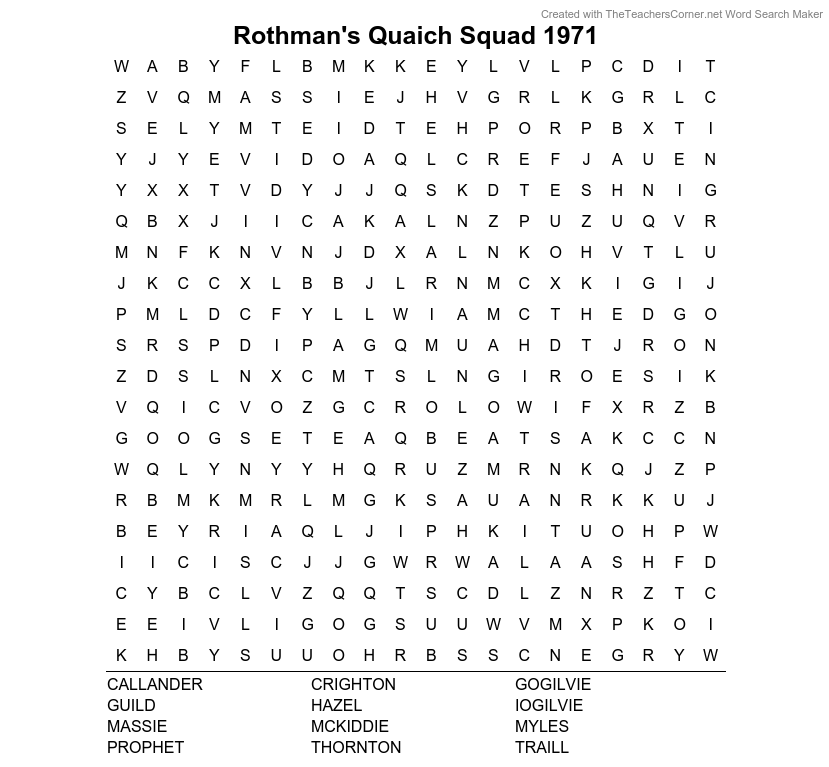 Created with TheTeachersCorner.net Word Search Maker
Rothman's Quaich Squad 1971
W A B Y F L B M K K E Y L V L P C D I T
Z V Q M A S S I E J H V G R L K G R L C
S E L Y M T E I D T E H P O R P B X T I
Y J Y E V I D O A Q L C R E F J A U E N
Y X X T V D Y J J Q S K D T E S H N I G
Q B X J I I C A K A L N Z P U Z U Q V R
M N F K N V N J D X A L N K O H V T L U
J K C C X L B B J L R N M C X K I G I J
P M L D C F Y L L W I A M C T H E D G O
S R S P D I P A G Q M U A H D T J R O N
Z D S L N X C M T S L N G I R O E S I K
V Q I C V O Z G C R O L O W I F X R Z B
G O O G S E T E A Q B E A T S A K C C N
W Q L Y N Y Y H Q R U Z M R N K Q J Z P
R B M K M R L M G K S A U A N R K K U J
B E Y R I A Q L J I P H K I T U O H P W
I I C I S C J J G W R W A L A A S H F D
C Y B C L V Z Q Q T S C D L Z N R Z T C
E E I V L I G O G S U U W V M X P K O I
K H B Y S U U O H R B S S C N E G R Y W
CALLANDER CRIGHTON GOGILVIE
GUILD HAZEL IOGILVIE
MASSIE MCKIDDIE MYLES
PROPHET THORNTON TRAILL